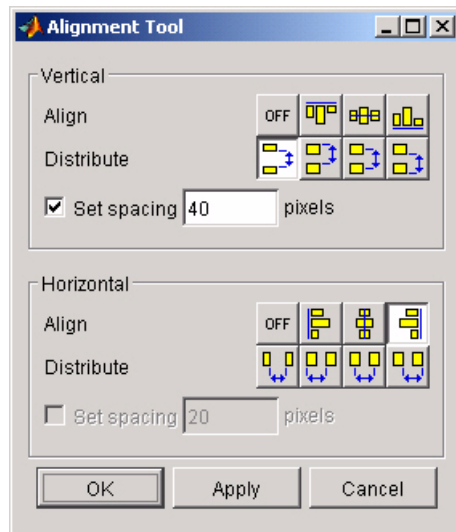 Alignment Tool
Vertical
Align OFF
Distribute
Set spacing 40 pixels
Horizontal
Align OFF
Distribute
Set spacing 20 pixels
OK Apply Cancel